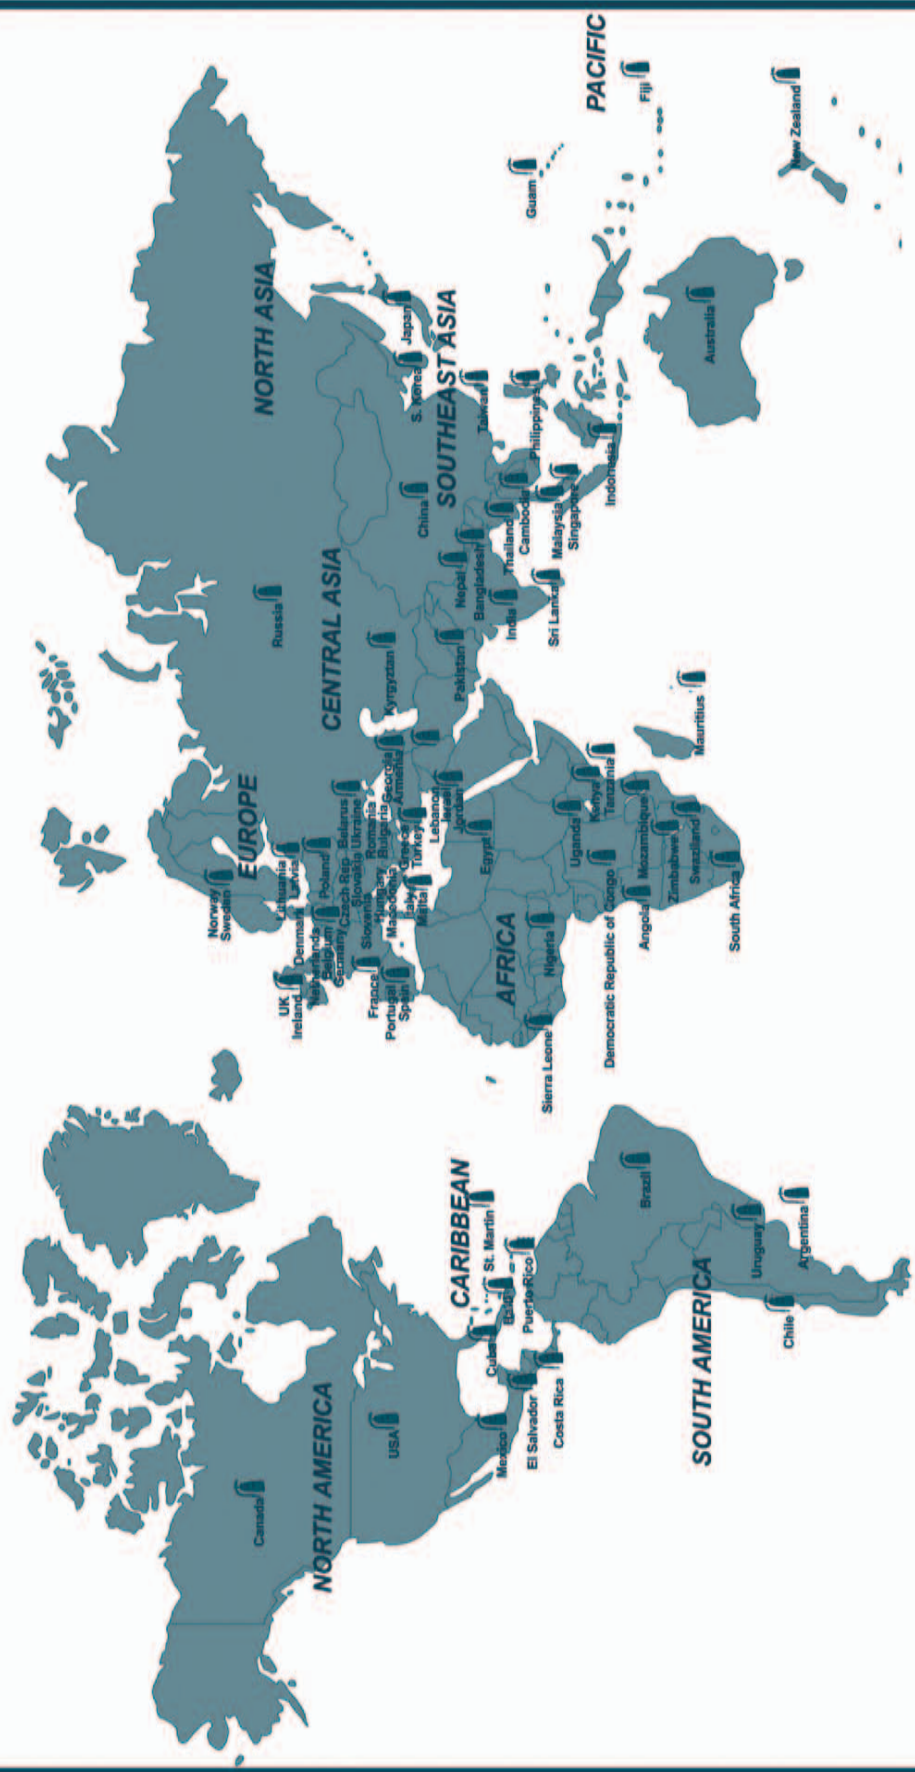 NORTH AMERICA
Canada
USA
Mexico
El Salvador
Costa Rica
CARIBBEAN
Cuba
St. Martin
Puerto Rico
SOUTH AMERICA
Brazil
Uruguay
Argentina
Chile
EUROPE
Norway
Sweden
UK
Ireland
Denmark
Lithuania
Latvia
Netherlands
Belgium
Germany
Poland
Czech Rep
Slovakia
Belarus
Ukraine
France
Slovenia
Hungary
Romania
Portugal
Spain
Macedonia
Bulgaria
Italy
Malta
Greece
Turkey
Georgia
Armenia
Lebanon
Israel
Jordan
AFRICA
Egypt
Sierra Leone
Nigeria
Uganda
Kenya
Tanzania
Democratic Republic of Congo
Angola
Mozambique
Zimbabwe
Swaziland
South Africa
Mauritius
NORTH ASIA
Russia
CENTRAL ASIA
Kyrgyztan
Pakistan
SOUTHEAST ASIA
Japan
S. Korea
China
Taiwan
Nepal
Bangladesh
India
Sri Lanka
Thailand
Cambodia
Philippines
Malaysia
Singapore
Indonesia
PACIFIC
Guam
Fiji
Australia
New Zealand